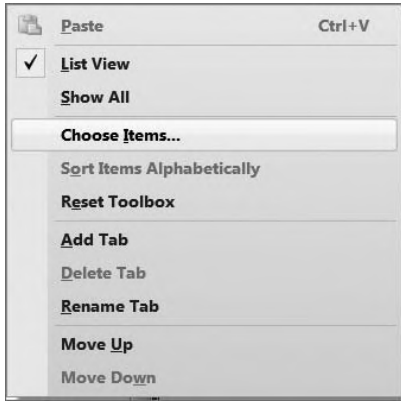 Paste Ctrl+V
List View
Show All
Choose Items...
Sort Items Alphabetically
Reset Toolbox
Add Tab
Delete Tab
Rename Tab
Move Up
Move Down